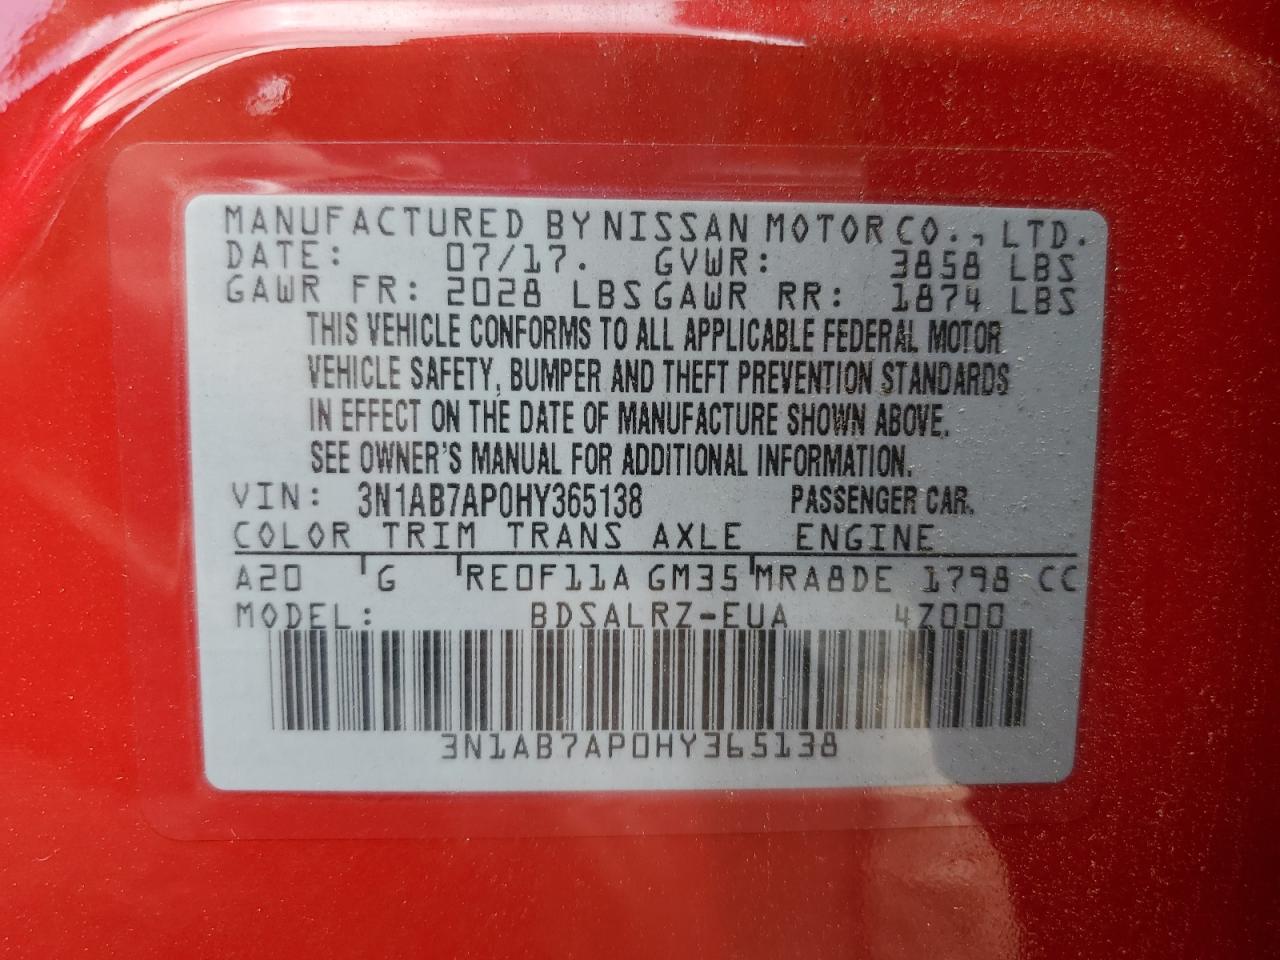 MANUFACTURED BY NISSAN MOTOR CO., LTD.
DATE: 07/17. GVWR: 3858 LBS
GAWR FR: 2028 LBS GAWR RR: 1874 LBS
THIS VEHICLE CONFORMS TO ALL APPLICABLE FEDERAL MOTOR
VEHICLE SAFETY, BUMPER AND THEFT PREVENTION STANDARDS
IN EFFECT ON THE DATE OF MANUFACTURE SHOWN ABOVE.
SEE OWNER'S MANUAL FOR ADDITIONAL INFORMATION.
VIN: 3N1AB7AP0HY365138 PASSENGER CAR.
COLOR TRIM TRANS AXLE ENGINE
A20 G RE0F11A GM35 MRA8DE 1798 CC
MODEL: BDSALRZ-EUA 4Z000
3N1AB7AP0HY365138